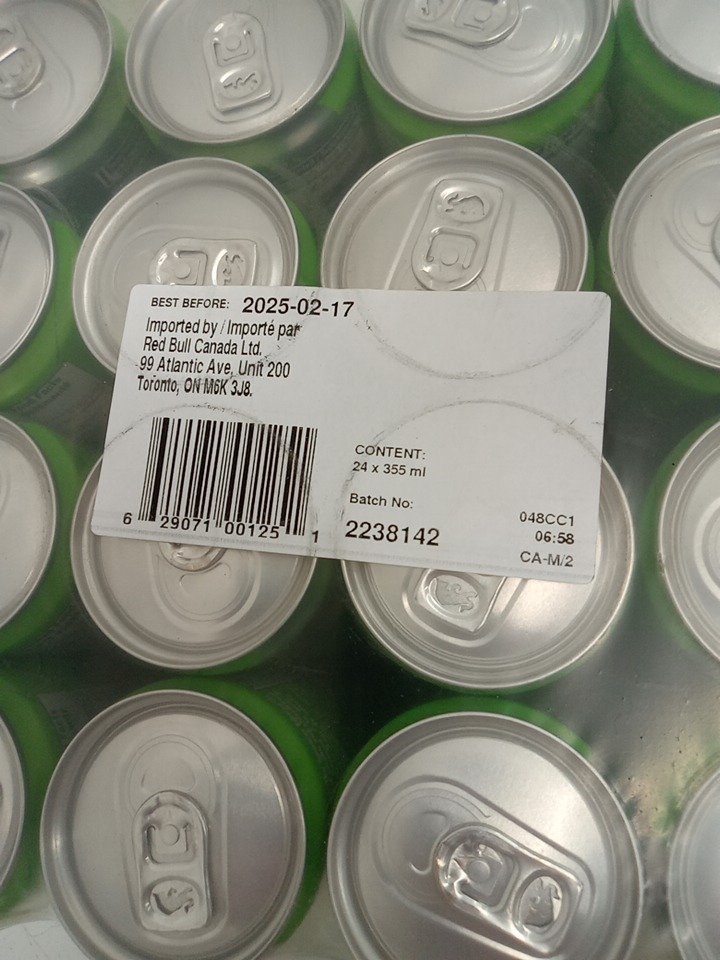 BEST BEFORE: 2025-02-17
Imported by / Importé par
Red Bull Canada Ltd.
99 Atlantic Ave, Unit 200
Toronto, ON M6K 3J8.
CONTENT:
24 x 355 ml
Batch No:
2238142
048CC1
06:58
CA-M/2
6 29071 00125 1